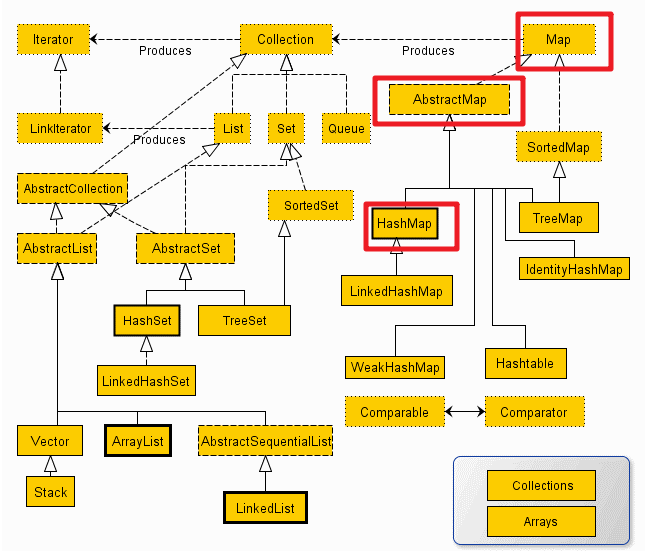 Iterator
Collection
Map
Produces
Produces
AbstractMap
LinkIterator
Produces
List
Set
Queue
SortedMap
AbstractCollection
SortedSet
HashMap
TreeMap
AbstractList
AbstractSet
IdentityHashMap
LinkedHashMap
HashSet
TreeSet
WeakHashMap
Hashtable
LinkedHashSet
Comparable
Comparator
Vector
ArrayList
AbstractSequentialList
Stack
LinkedList
Collections
Arrays